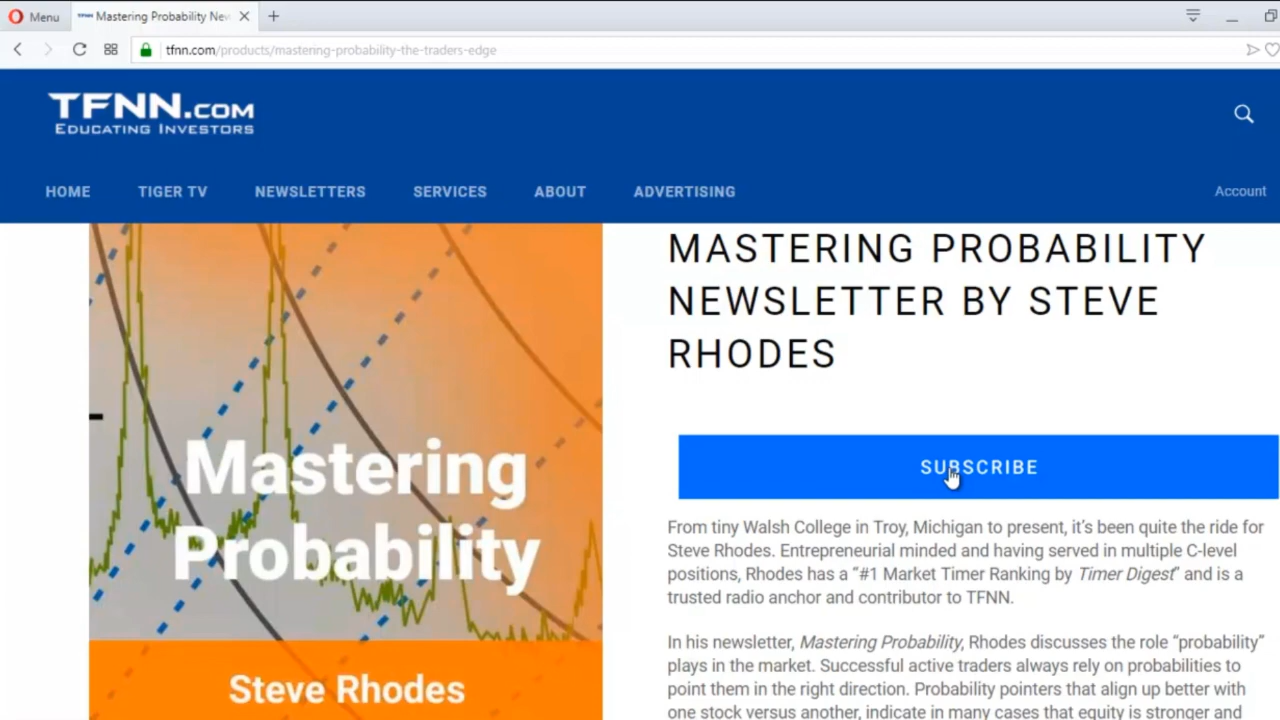 Menu
TFNN Mastering Probability New
tfnn.com/products/mastering-probability-the-traders-edge
TFNN.COM
EDUCATING INVESTORS
HOME TIGER TV NEWSLETTERS SERVICES ABOUT ADVERTISING Account
MASTERING PROBABILITY
NEWSLETTER BY STEVE
RHODES
Mastering
Probability
Steve Rhodes
SUBSCRIBE
From tiny Walsh College in Troy, Michigan to present, it’s been quite the ride for
Steve Rhodes. Entrepreneurial minded and having served in multiple C-level
positions, Rhodes has a “#1 Market Timer Ranking by Timer Digest” and is a
trusted radio anchor and contributor to TFNN.
In his newsletter, Mastering Probability, Rhodes discusses the role “probability”
plays in the market. Successful active traders always rely on probabilities to
point them in the right direction. Probability pointers that align up better with
one stock versus another, indicate in many cases that equity is stronger and